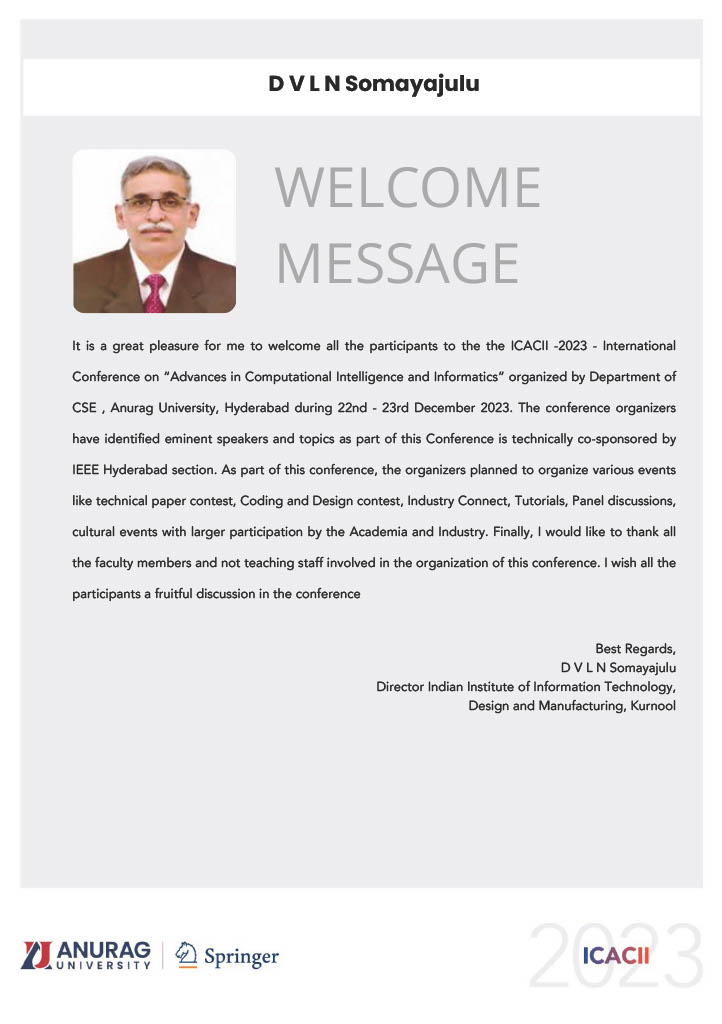 D V L N Somayajulu
WELCOME
MESSAGE
It is a great pleasure for me to welcome all the participants to the the ICACII -2023 - International
Conference on “Advances in Computational Intelligence and Informatics” organized by Department of
CSE , Anurag University, Hyderabad during 22nd - 23rd December 2023. The conference organizers
have identified eminent speakers and topics as part of this Conference is technically co-sponsored by
IEEE Hyderabad section. As part of this conference, the organizers planned to organize various events
like technical paper contest, Coding and Design contest, Industry Connect, Tutorials, Panel discussions,
cultural events with larger participation by the Academia and Industry. Finally, I would like to thank all
the faculty members and not teaching staff involved in the organization of this conference. I wish all the
participants a fruitful discussion in the conference
Best Regards,
D V L N Somayajulu
Director Indian Institute of Information Technology,
Design and Manufacturing, Kurnool
ANURAG
UNIVERSITY
Springer
2023
ICACII